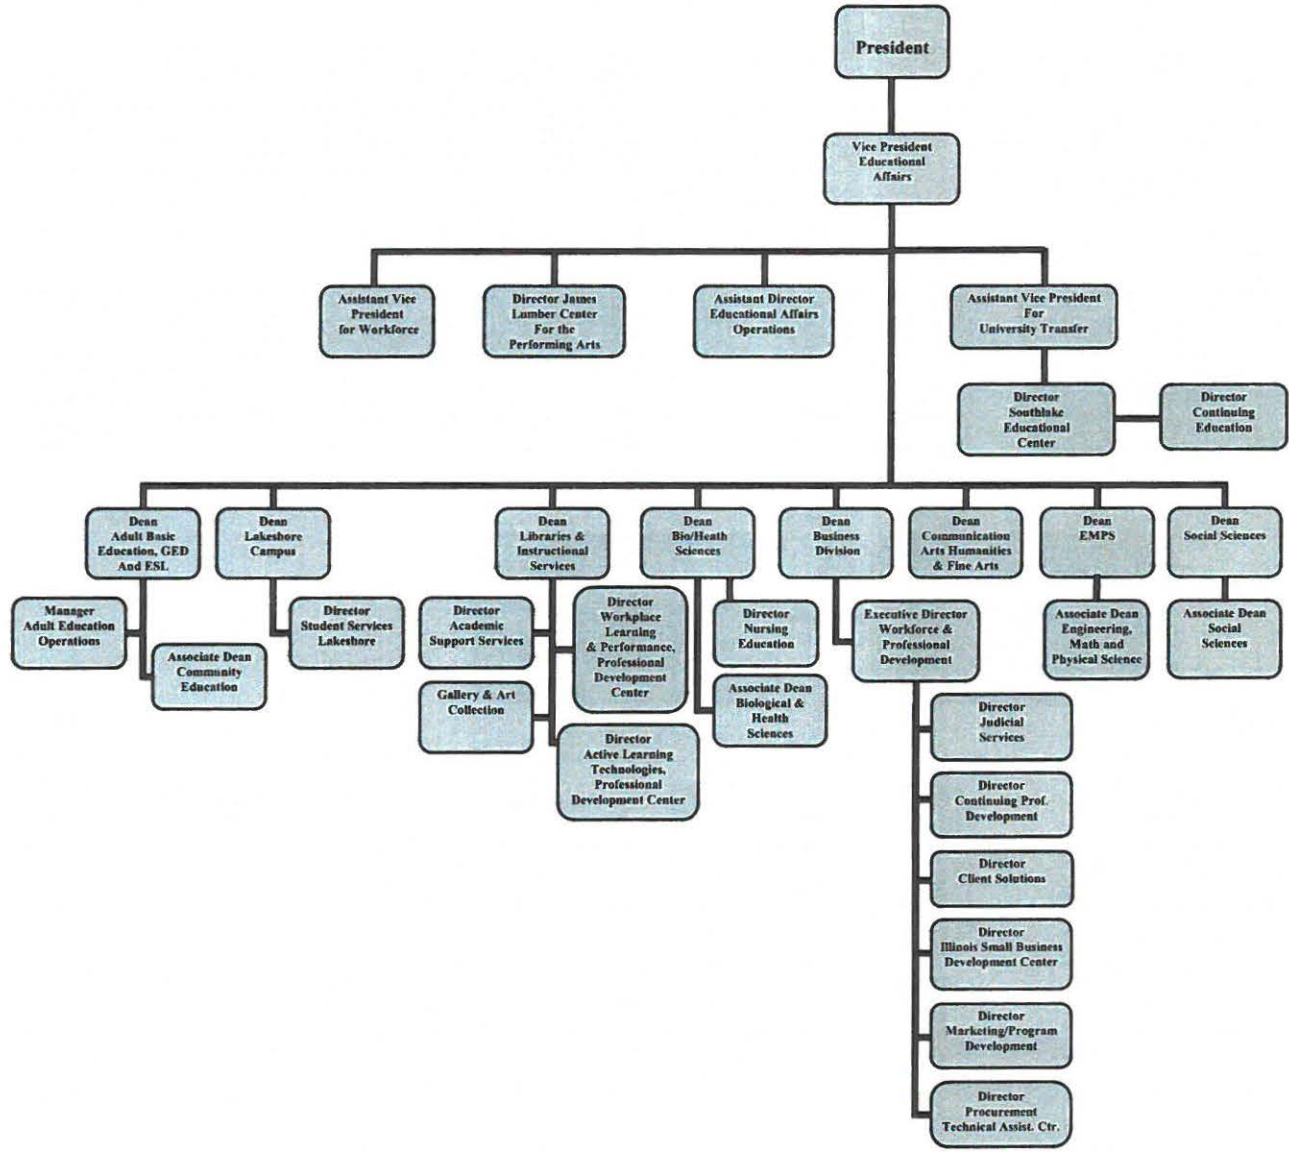 President
Vice President
Educational
Affairs
Assistant Vice
President
for Workforce
Director James
Lumber Center
For the
Performing Arts
Assistant Director
Educational Affairs
Operations
Assistant Vice President
For
University Transfer
Director
Southlake
Educational
Center
Director
Continuing
Education
Dean
Adult Basic
Education, GED
And ESL
Dean
Lakeshore
Campus
Dean
Libraries &
Instructional
Services
Dean
Bio/Heath
Sciences
Dean
Business
Division
Dean
Communication
Arts Humanities
& Fine Arts
Dean
EMPS
Dean
Social Sciences
Manager
Adult Education
Operations
Associate Dean
Community
Education
Director
Student Services
Lakeshore
Director
Academic
Support Services
Director
Workplace
Learning
& Performance,
Professional
Development
Center
Gallery & Art
Collection
Director
Active Learning
Technologies,
Professional
Development Center
Director
Nursing
Education
Associate Dean
Biological &
Health
Sciences
Executive Director
Workforce &
Professional
Development
Associate Dean
Engineering,
Math and
Physical Science
Associate Dean
Social
Sciences
Director
Judicial
Services
Director
Continuing Prof.
Development
Director
Client Solutions
Director
Illinois Small Business
Development Center
Director
Marketing/Program
Development
Director
Procurement
Technical Assist. Ctr.